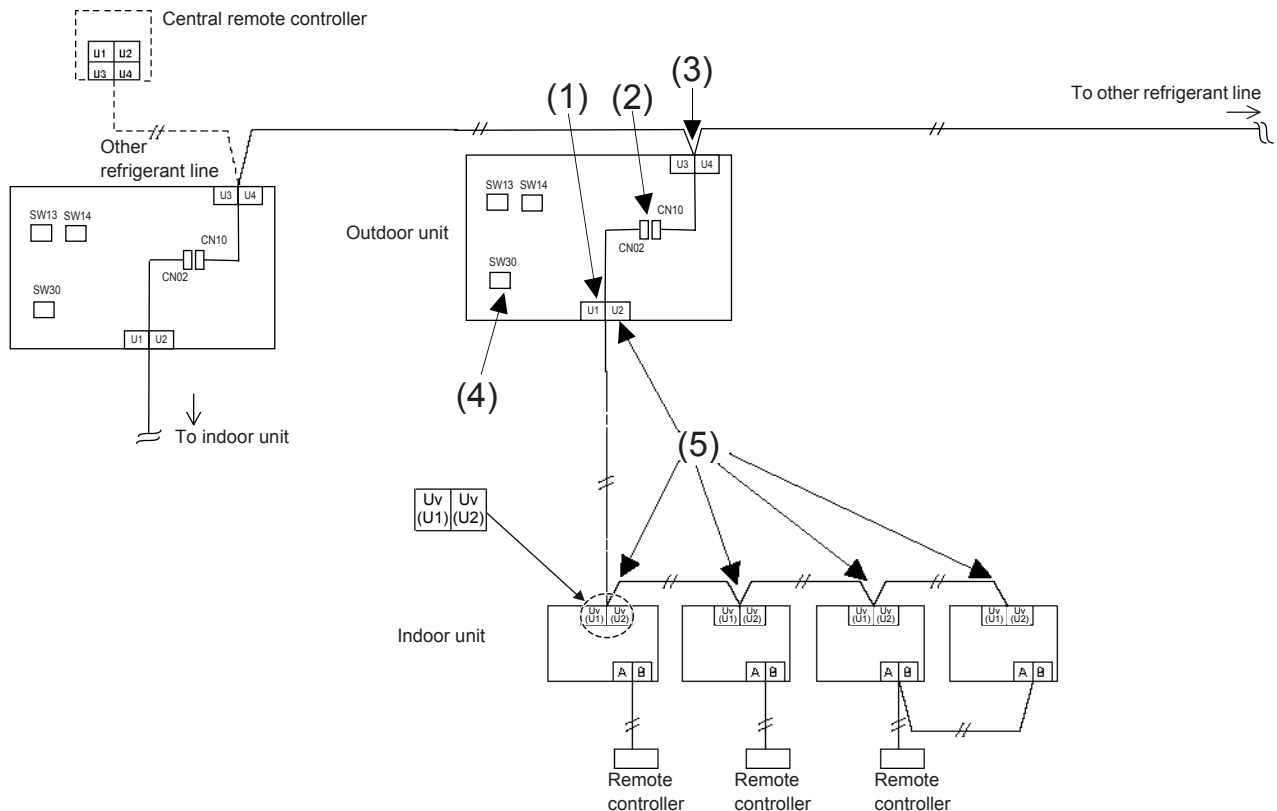 Central remote controller
U1 U2
U3 U4
(3)
(1) (2)
To other refrigerant line
Other
refrigerant line
U3 U4
U3 U4
SW13 SW14
SW13 SW14
CN10
CN10
Outdoor unit
CN02
CN02
SW30
SW30
U1 U2
U1 U2
(4)
To indoor unit
(5)
Uv Uv
(U1) (U2)
Indoor unit
Uv Uv
(U1) (U2)
Uv Uv
(U1) (U2)
Uv Uv
(U1) (U2)
Uv Uv
(U1) (U2)
A B
A B
A B
A B
Remote
controller
Remote
controller
Remote
controller